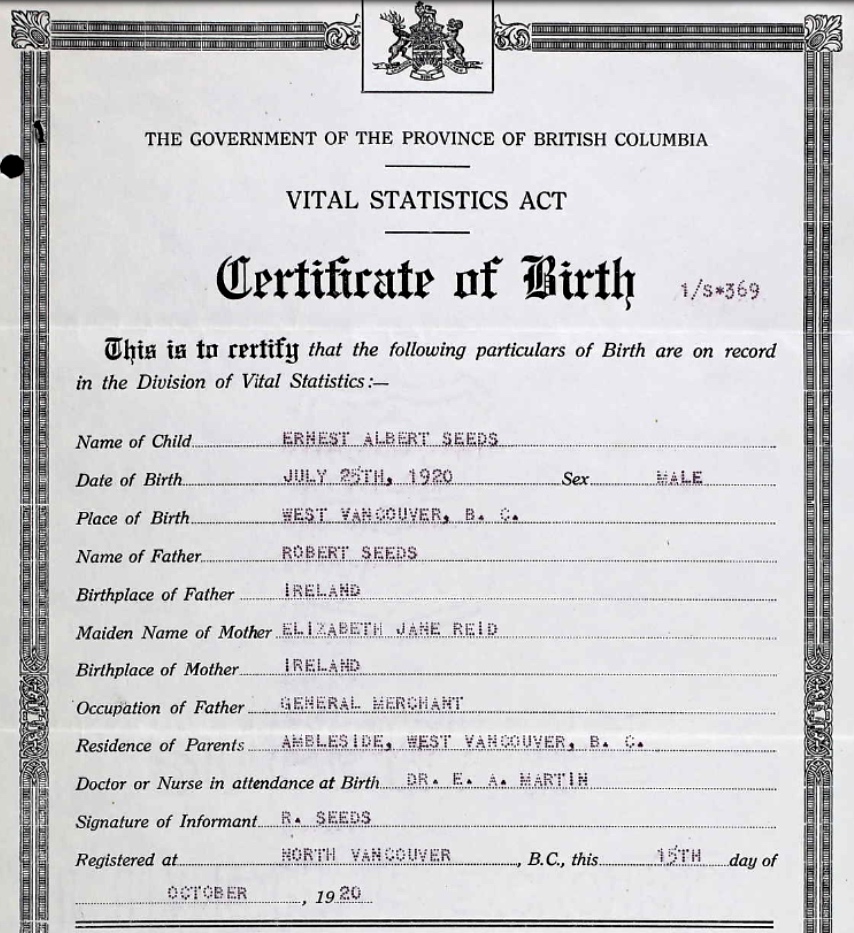 THE GOVERNMENT OF THE PROVINCE OF BRITISH COLUMBIA
VITAL STATISTICS ACT
Certificate of Birth 1/S*369
This is to certify that the following particulars of Birth are on record
in the Division of Vital Statistics:—
Name of Child ERNEST ALBERT SEEDS
Date of Birth JULY 25TH, 1920 Sex MALE
Place of Birth WEST VANCOUVER, B. C.
Name of Father ROBERT SEEDS
Birthplace of Father IRELAND
Maiden Name of Mother ELIZABETH JANE REID
Birthplace of Mother IRELAND
Occupation of Father GENERAL MERCHANT
Residence of Parents AMBLESIDE, WEST VANCOUVER, B. C.
Doctor or Nurse in attendance at Birth DR. E. A. MARTIN
Signature of Informant R. SEEDS
Registered at NORTH VANCOUVER, B.C., this 15TH day of
OCTOBER, 1920